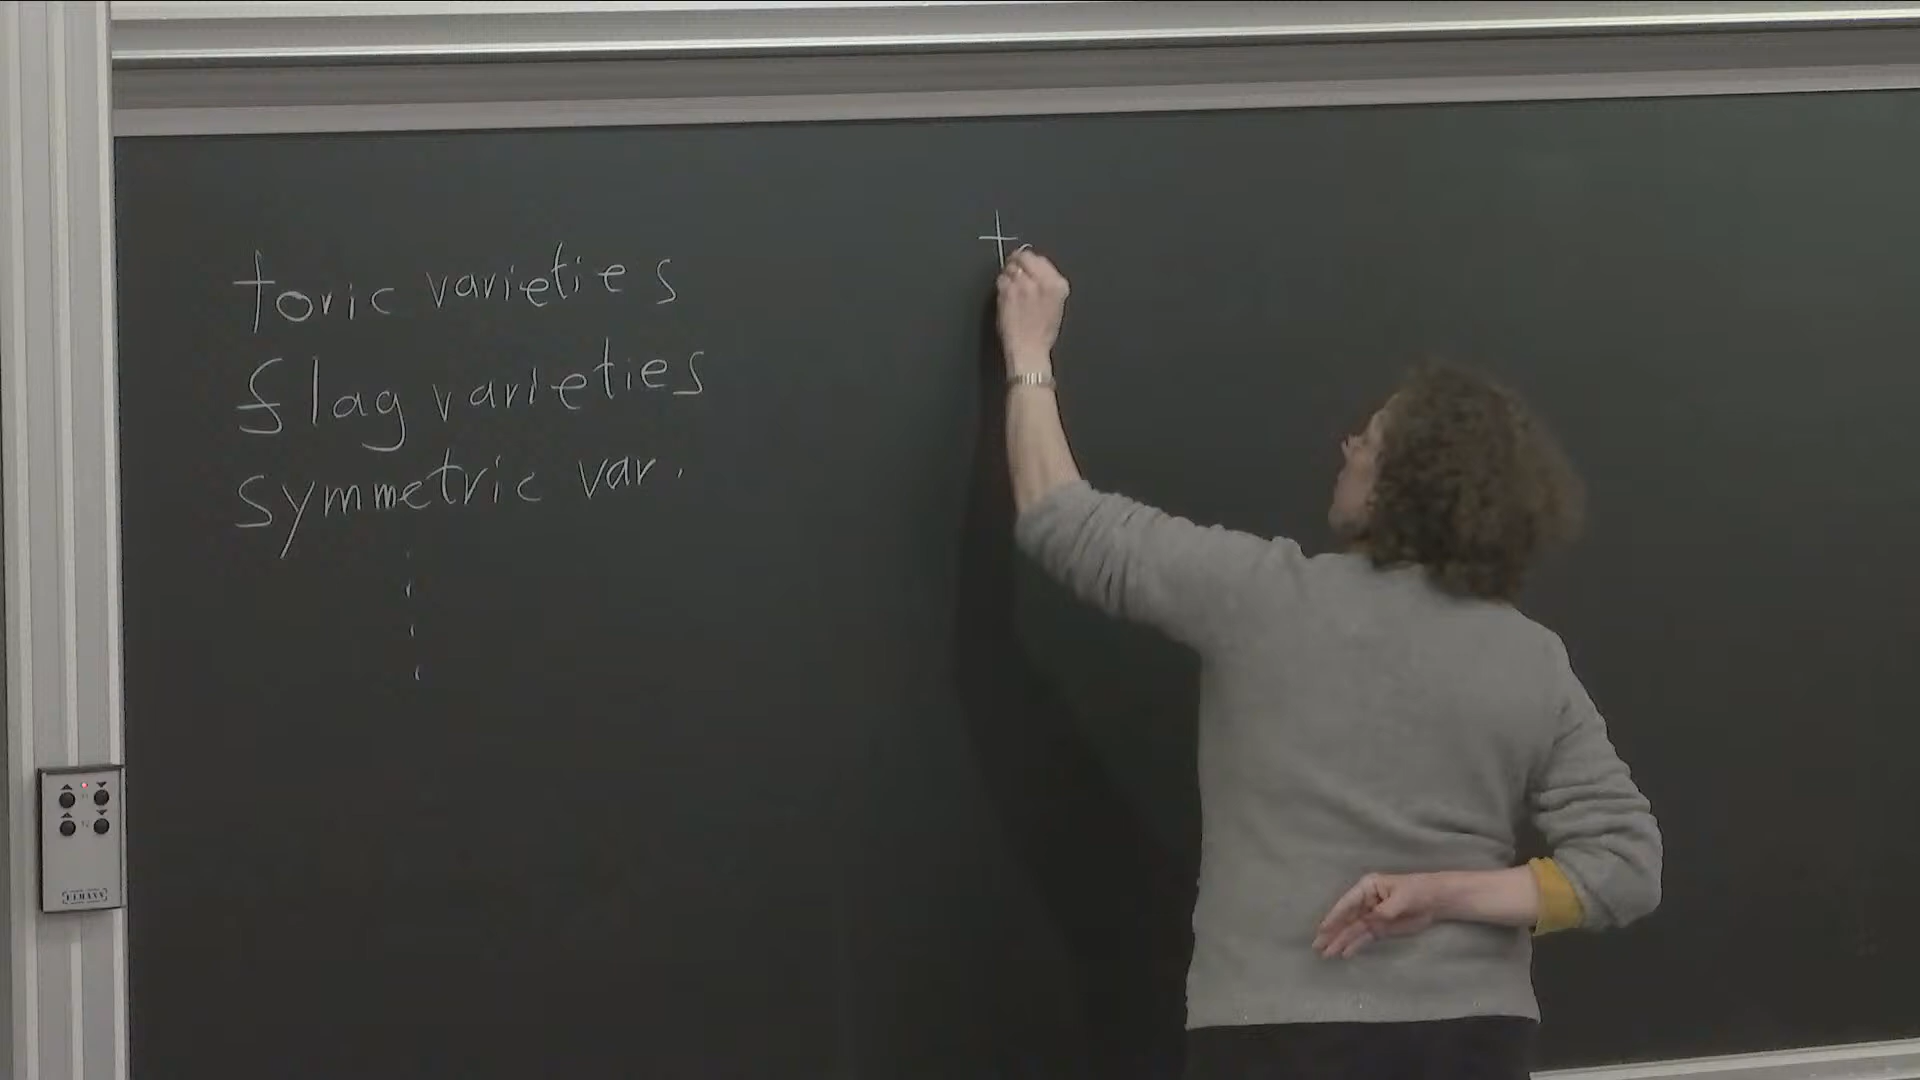 toric varieties
flag varieties
symmetric var.
t